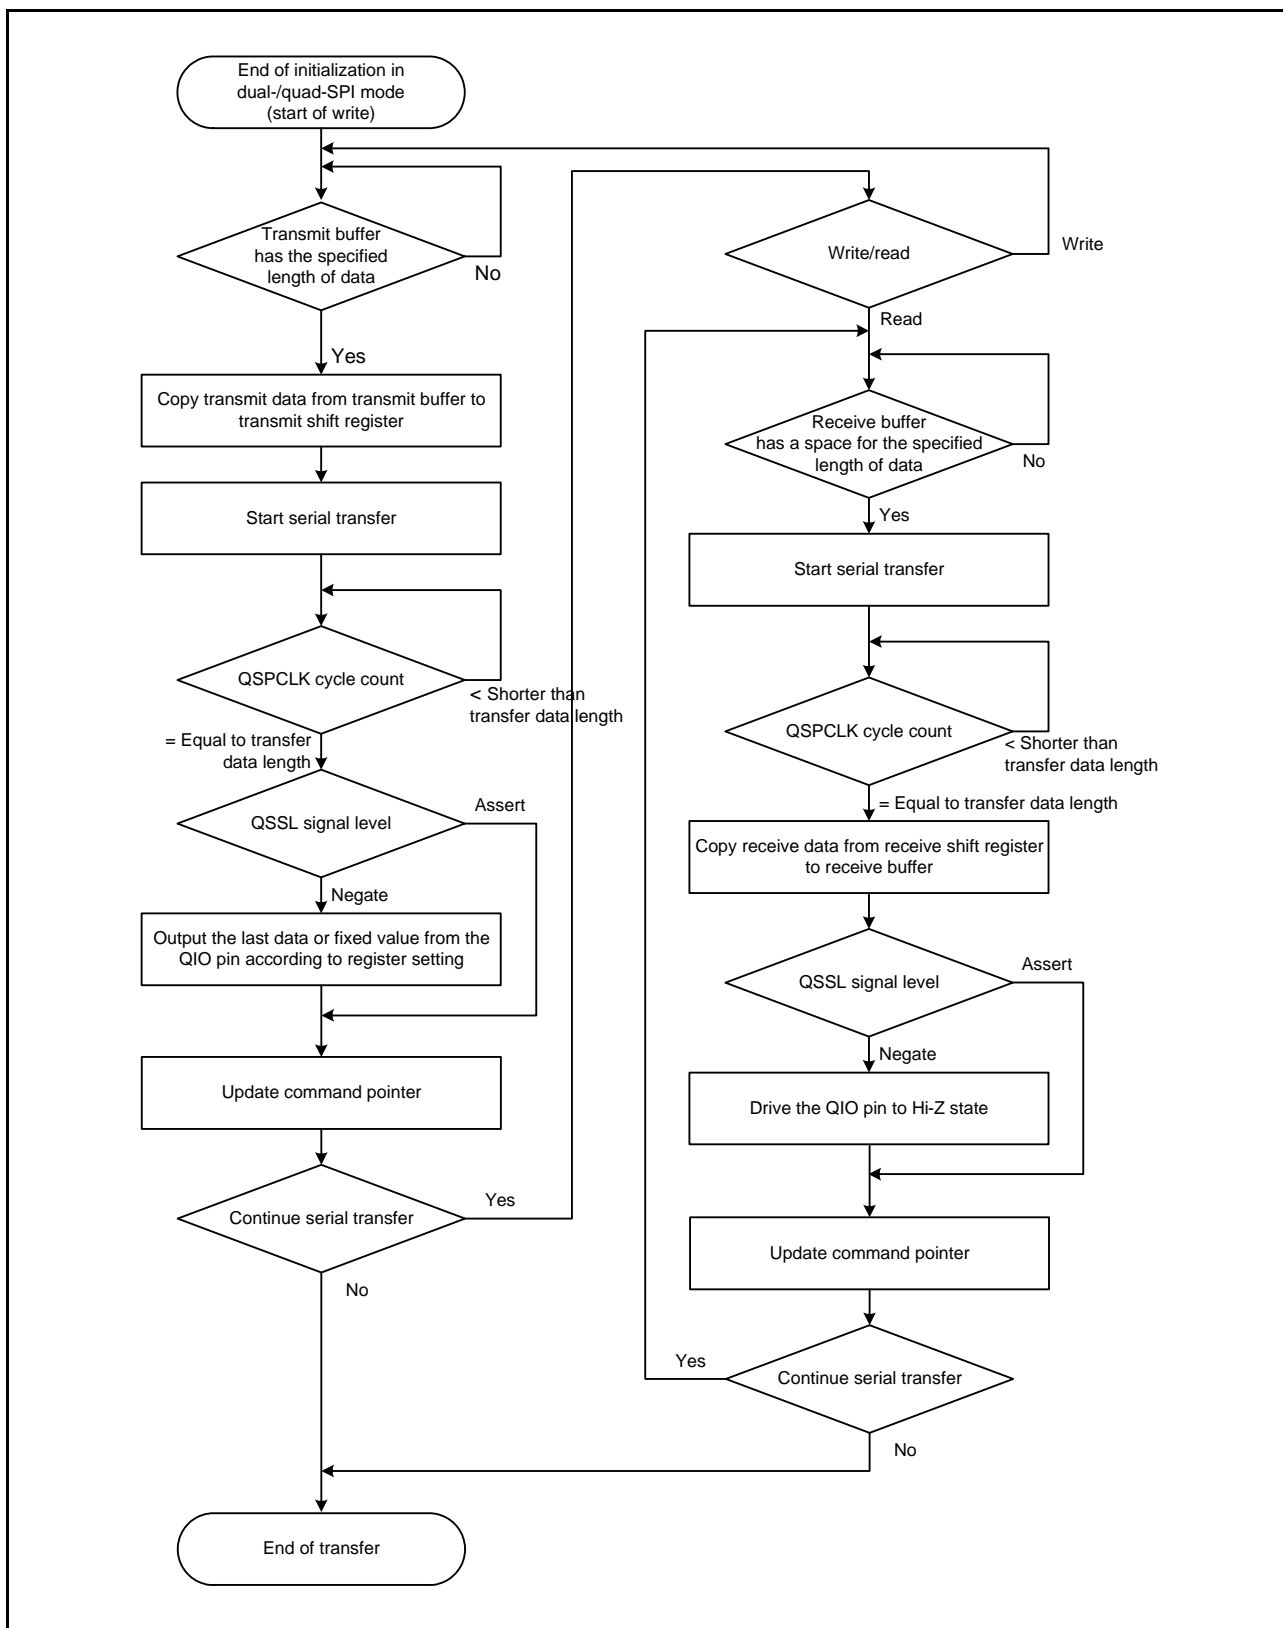 End of initialization in
dual-/quad-SPI mode
(start of write)
Transmit buffer
has the specified
length of data
No
Yes
Copy transmit data from transmit buffer to
transmit shift register
Start serial transfer
QSPCLK cycle count
< Shorter than
transfer data length
= Equal to transfer
data length
QSSL signal level
Assert
Negate
Output the last data or fixed value from the
QIO pin according to register setting
Update command pointer
Continue serial transfer
Yes
No
End of transfer
Write/read
Write
Read
Receive buffer
has a space for the specified
length of data
No
Yes
Start serial transfer
QSPCLK cycle count
< Shorter than
transfer data length
= Equal to transfer data length
Copy receive data from receive shift register
to receive buffer
QSSL signal level
Assert
Negate
Drive the QIO pin to Hi-Z state
Update command pointer
Yes
Continue serial transfer
No